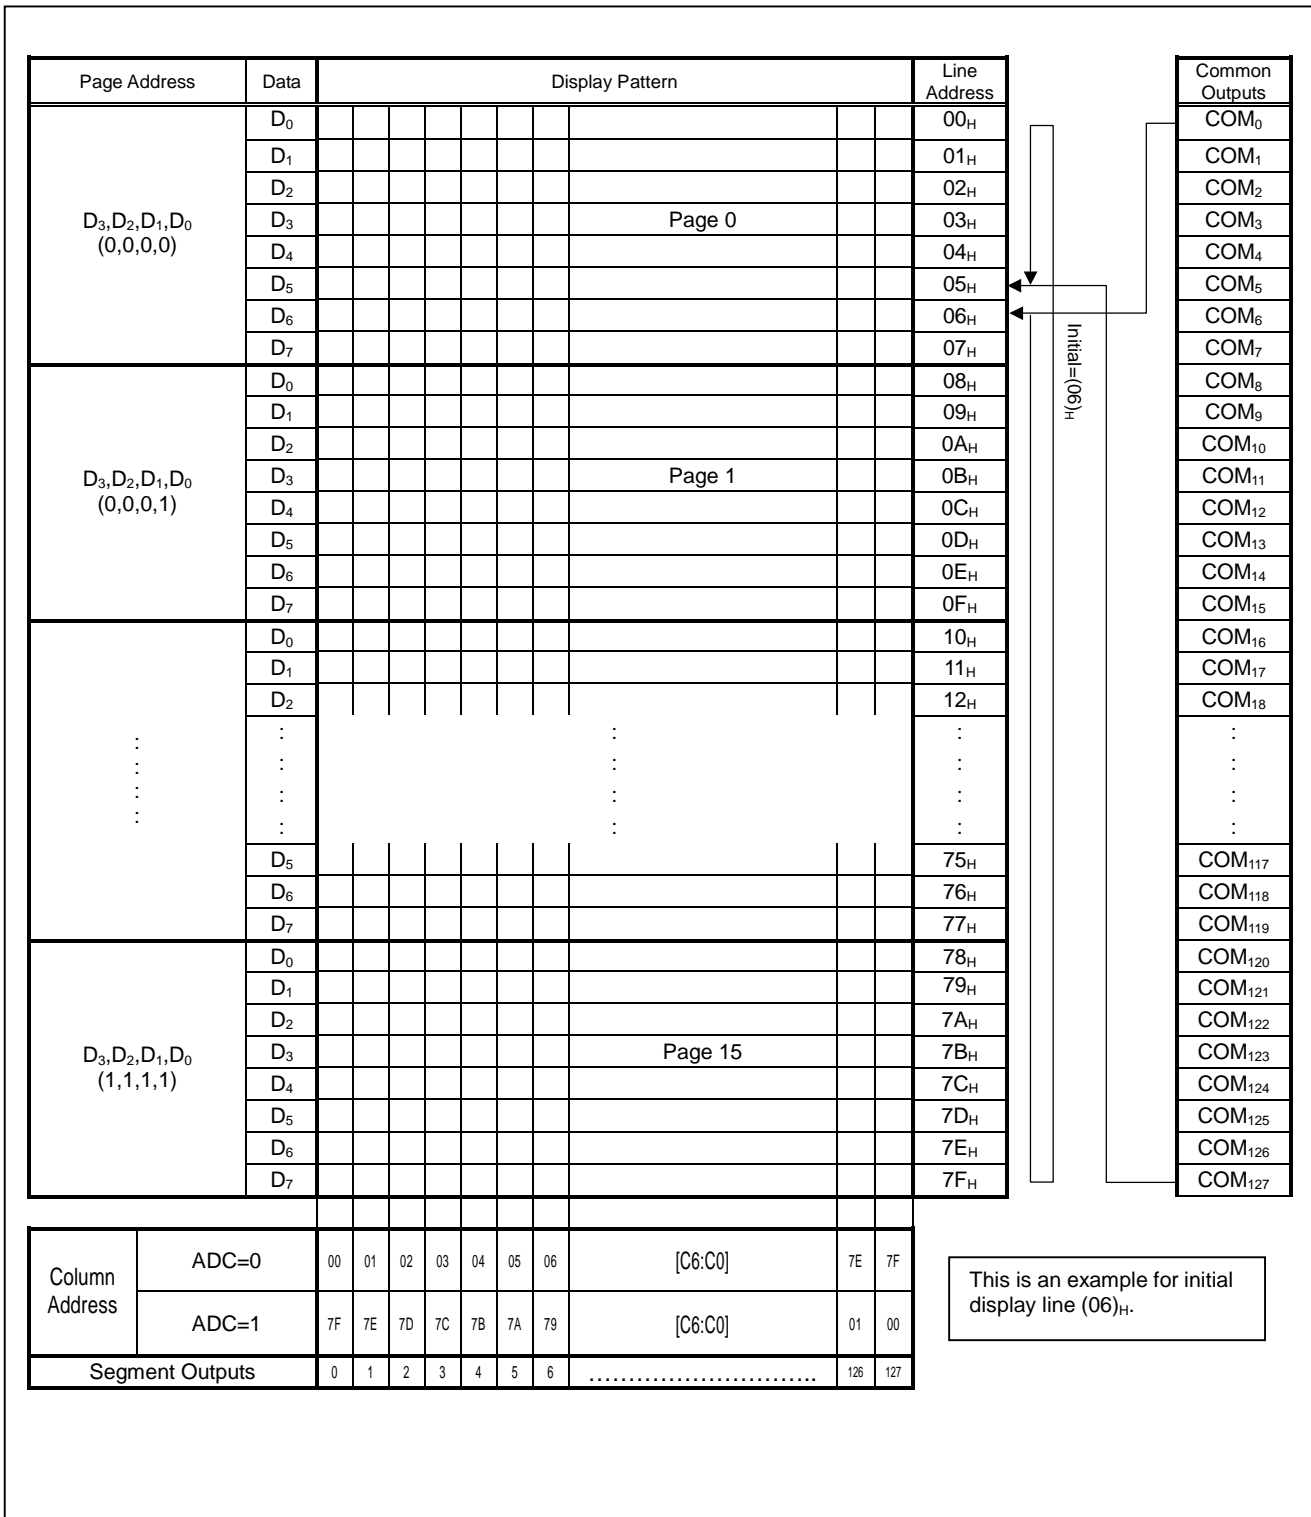 Page Address Data Display Pattern Line Address Common Outputs
D₀ 00H COM₀
D₁ 01H COM₁
D₂ 02H COM₂
D₃,D₂,D₁,D₀ (0,0,0,0) D₃ Page 0 03H COM₃
D₄ 04H COM₄
D₅ 05H COM₅
D₆ 06H COM₆
D₇ 07H COM₇
Initial=(06)H
D₀ 08H COM₈
D₁ 09H COM₉
D₂ 0AH COM₁₀
D₃,D₂,D₁,D₀ (0,0,0,1) D₃ Page 1 0BH COM₁₁
D₄ 0CH COM₁₂
D₅ 0DH COM₁₃
D₆ 0EH COM₁₄
D₇ 0FH COM₁₅
D₀ 10H COM₁₆
D₁ 11H COM₁₇
D₂ 12H COM₁₈
: : : : :
: : : : :
: : : : :
: : : : :
D₅ 75H COM₁₁₇
D₆ 76H COM₁₁₈
D₇ 77H COM₁₁₉
D₀ 78H COM₁₂₀
D₁ 79H COM₁₂₁
D₂ 7AH COM₁₂₂
D₃,D₂,D₁,D₀ (1,1,1,1) D₃ Page 15 7BH COM₁₂₃
D₄ 7CH COM₁₂₄
D₅ 7DH COM₁₂₅
D₆ 7EH COM₁₂₆
D₇ 7FH COM₁₂₇
Column Address
ADC=0 00 01 02 03 04 05 06 [C6:C0] 7E 7F
ADC=1 7F 7E 7D 7C 7B 7A 79 [C6:C0] 01 00
Segment Outputs 0 1 2 3 4 5 6 ……………………….. 126 127
This is an example for initial
display line (06)H.